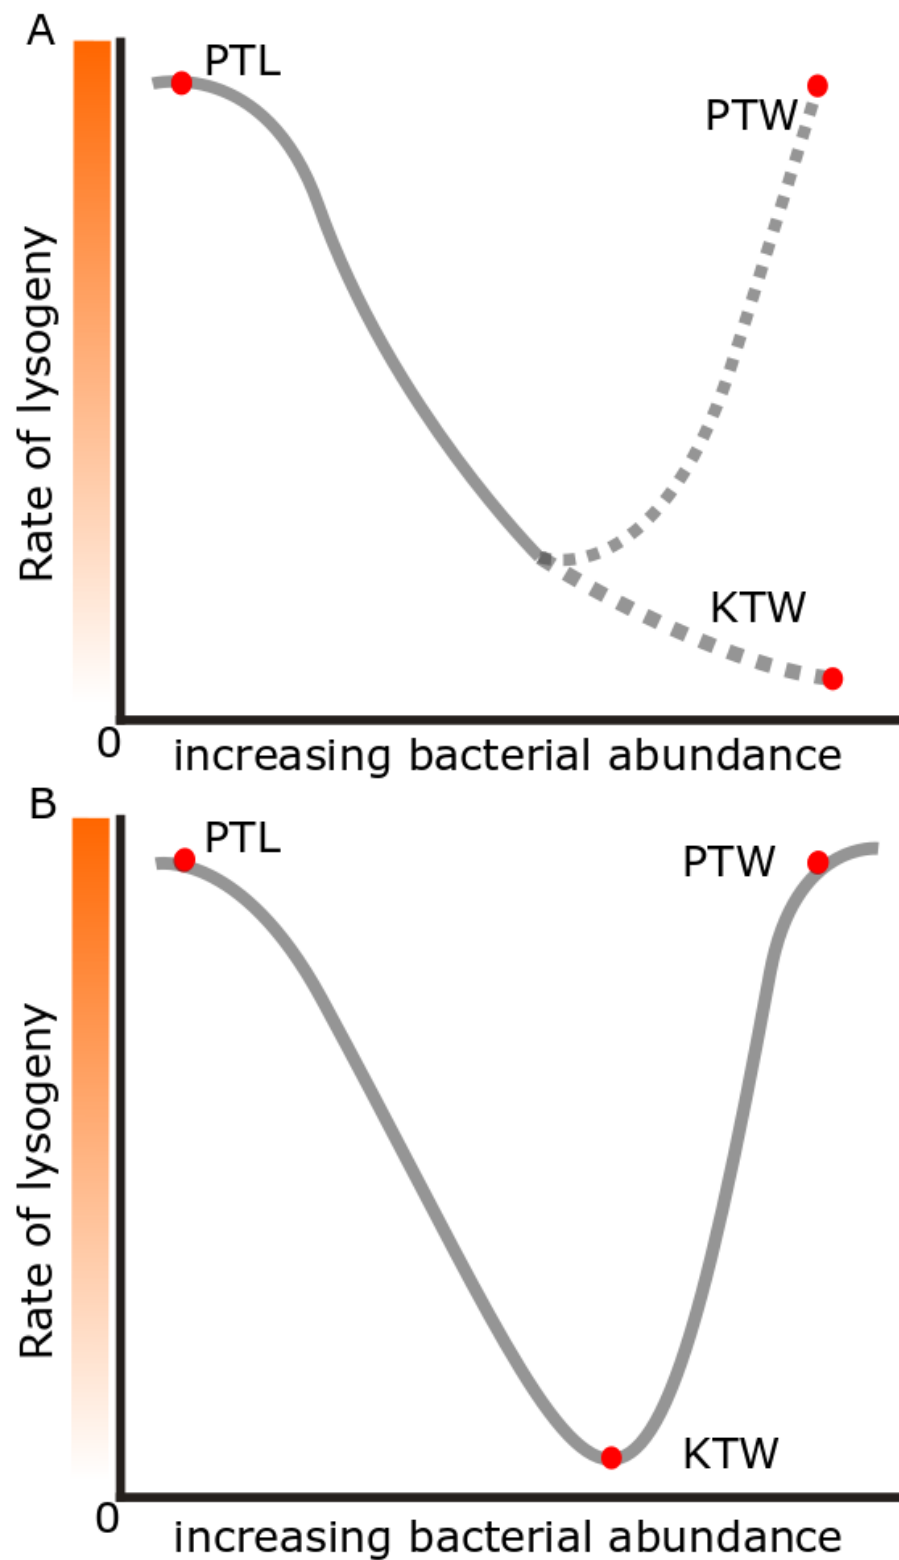 A
PTL
PTW
Rate of lysogeny
KTW
0
increasing bacterial abundance
B
PTL
PTW
Rate of lysogeny
KTW
0
increasing bacterial abundance